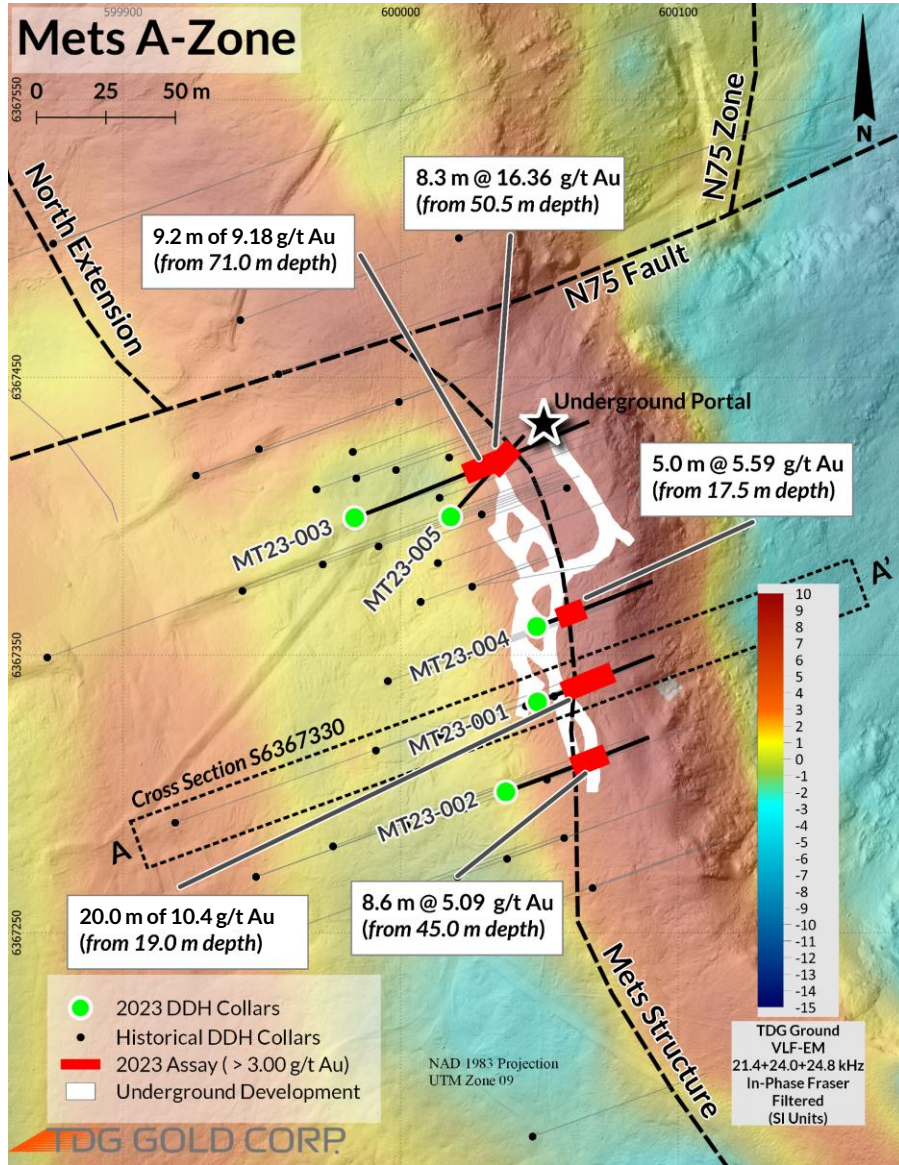 Mets A-Zone
0 25 50 m
599900
600000
600100
6367550
6367450
6367350
6367250
N
N75 Zone
North Extension
N75 Fault
8.3 m @ 16.36 g/t Au
(from 50.5 m depth)
9.2 m of 9.18 g/t Au
(from 71.0 m depth)
Underground Portal
5.0 m @ 5.59 g/t Au
(from 17.5 m depth)
MT23-003
MT23-005
MT23-004
MT23-001
MT23-002
A'
Cross Section S6367330
A
20.0 m of 10.4 g/t Au
(from 19.0 m depth)
8.6 m @ 5.09 g/t Au
(from 45.0 m depth)
Mets Structure
10
9
8
7
6
5
4
3
2
1
0
-1
-2
-3
-4
-5
-6
-7
-8
-9
-10
-11
-12
-13
-14
-15
TDG Ground
VLF-EM
21.4+24.0+24.8 kHz
In-Phase Fraser
Filtered
(SI Units)
2023 DDH Collars
Historical DDH Collars
2023 Assay ( > 3.00 g/t Au)
Underground Development
NAD 1983 Projection
UTM Zone 09
TDG GOLD CORP.